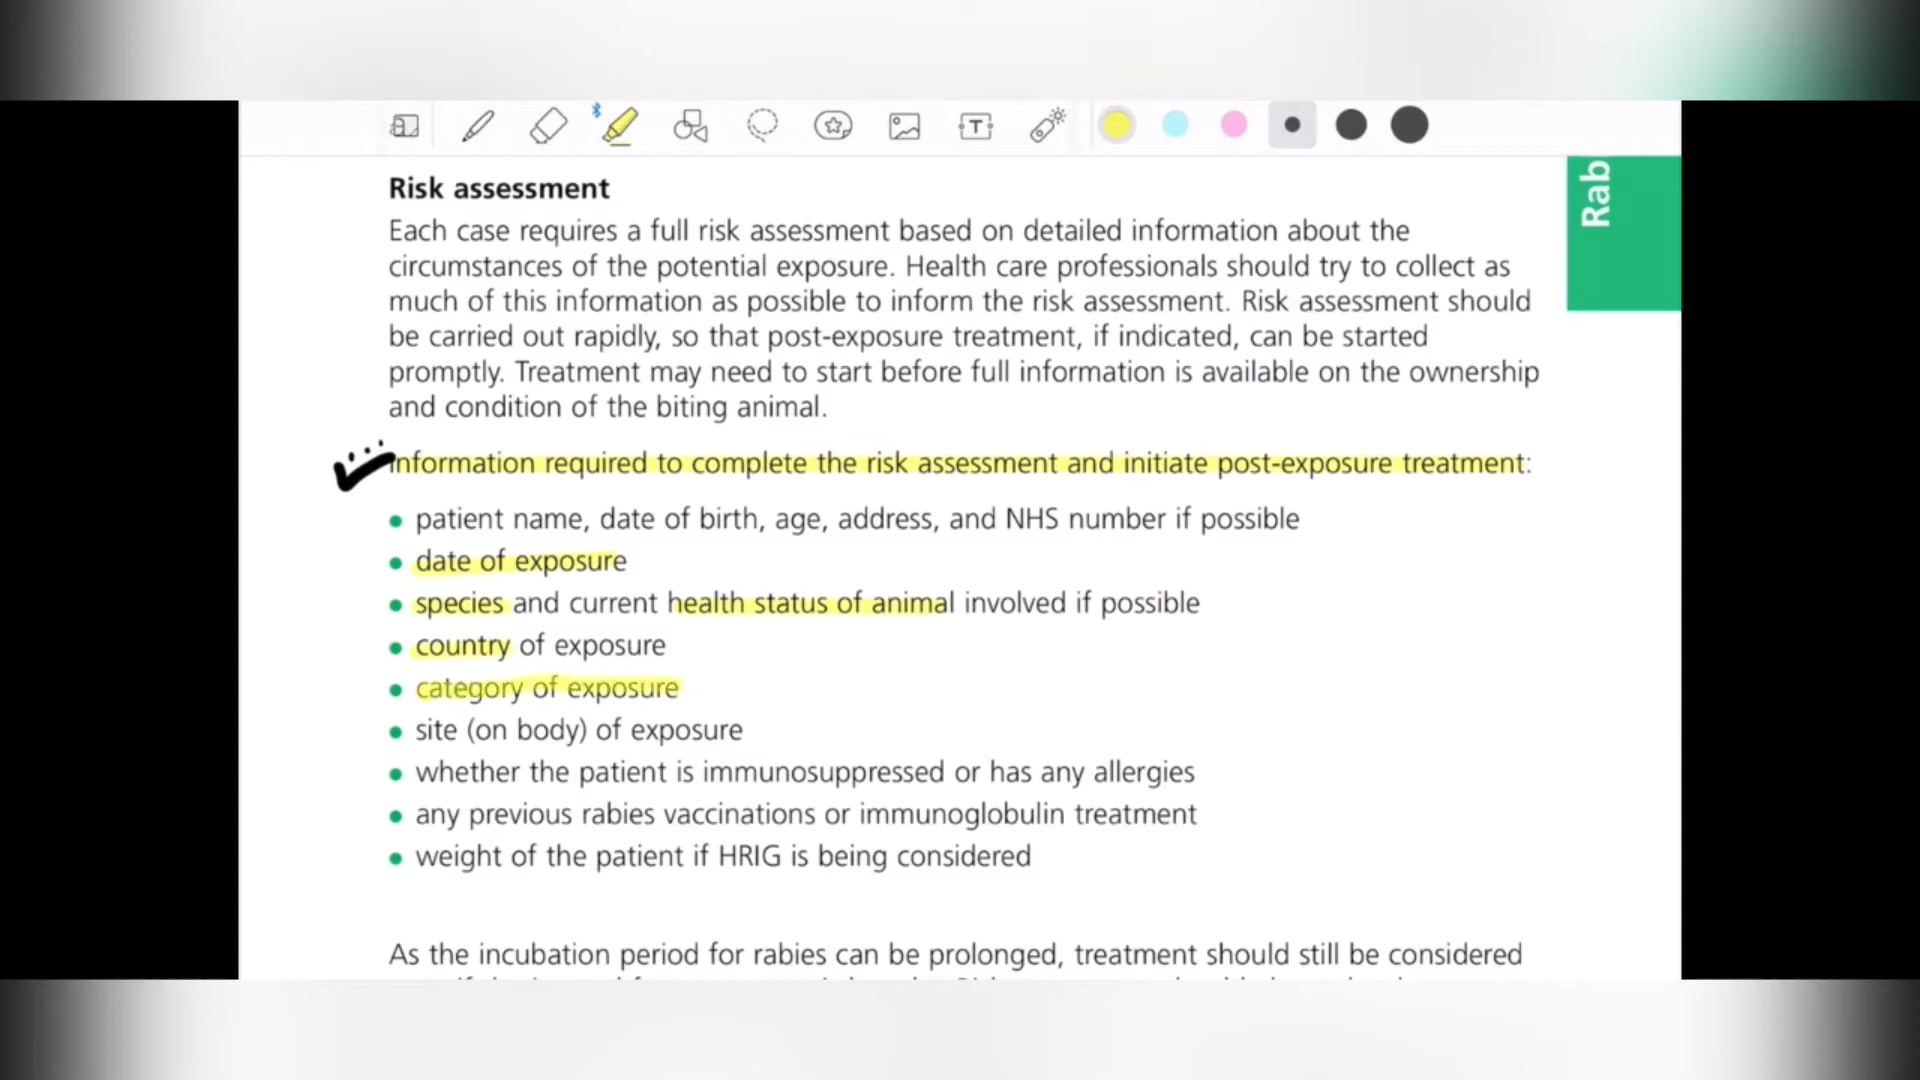 Risk assessment
Each case requires a full risk assessment based on detailed information about the
circumstances of the potential exposure. Health care professionals should try to collect as
much of this information as possible to inform the risk assessment. Risk assessment should
be carried out rapidly, so that post-exposure treatment, if indicated, can be started
promptly. Treatment may need to start before full information is available on the ownership
and condition of the biting animal.
Rab
nformation required to complete the risk assessment and initiate post-exposure treatment:
• patient name, date of birth, age, address, and NHS number if possible
• date of exposure
• species and current health status of animal involved if possible
• country of exposure
• category of exposure
• site (on body) of exposure
• whether the patient is immunosuppressed or has any allergies
• any previous rabies vaccinations or immunoglobulin treatment
• weight of the patient if HRIG is being considered
As the incubation period for rabies can be prolonged, treatment should still be considered